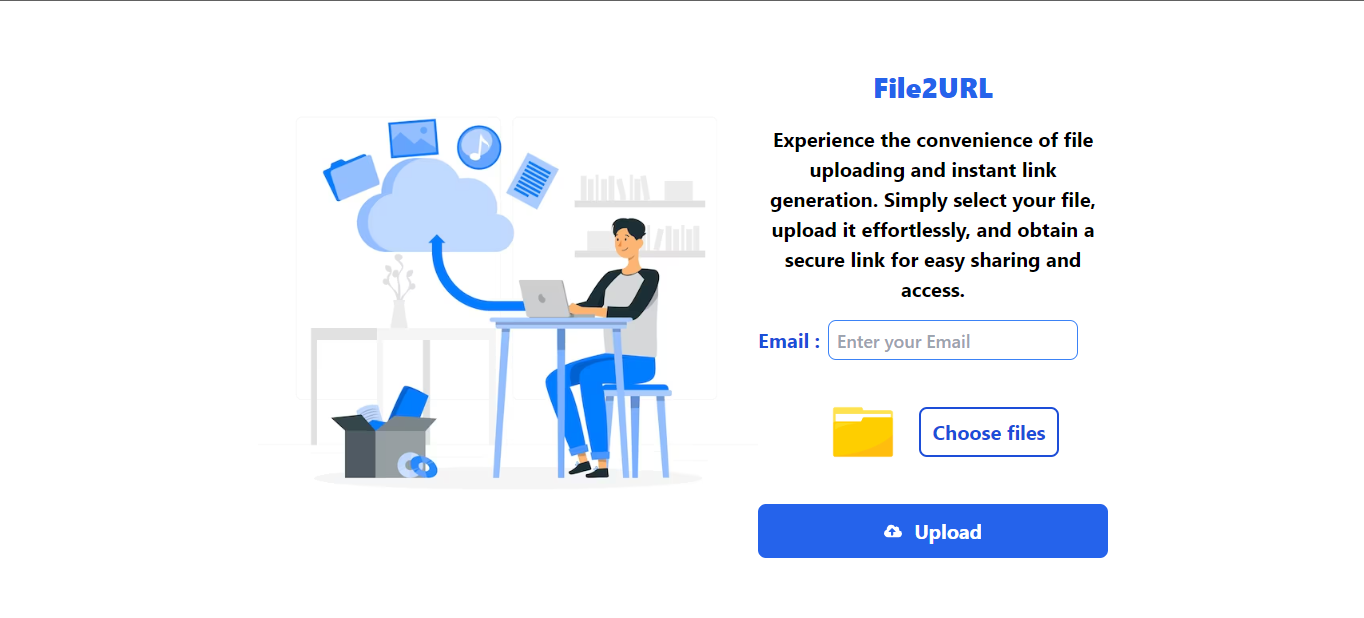 File2URL
Experience the convenience of file
uploading and instant link
generation. Simply select your file,
upload it effortlessly, and obtain a
secure link for easy sharing and
access.
Email :
Enter your Email
Choose files
Upload